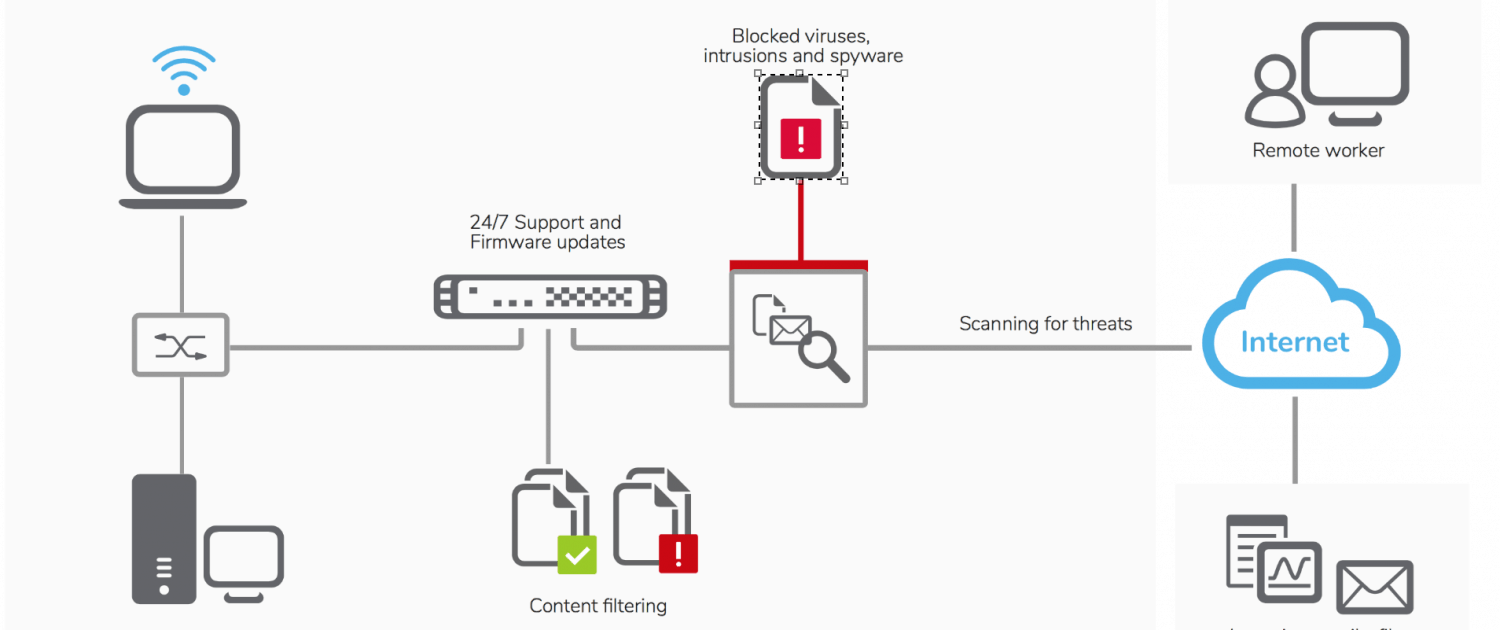 Blocked viruses,
intrusions and spyware
Remote worker
24/7 Support and
Firmware updates
Scanning for threats
Internet
Content filtering